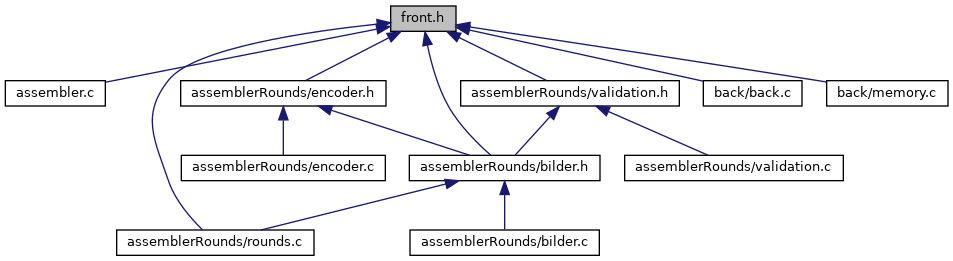 front.h
assembler.c
assemblerRounds/encoder.h
assemblerRounds/validation.h
back/back.c
back/memory.c
assemblerRounds/encoder.c
assemblerRounds/bilder.h
assemblerRounds/validation.c
assemblerRounds/rounds.c
assemblerRounds/bilder.c